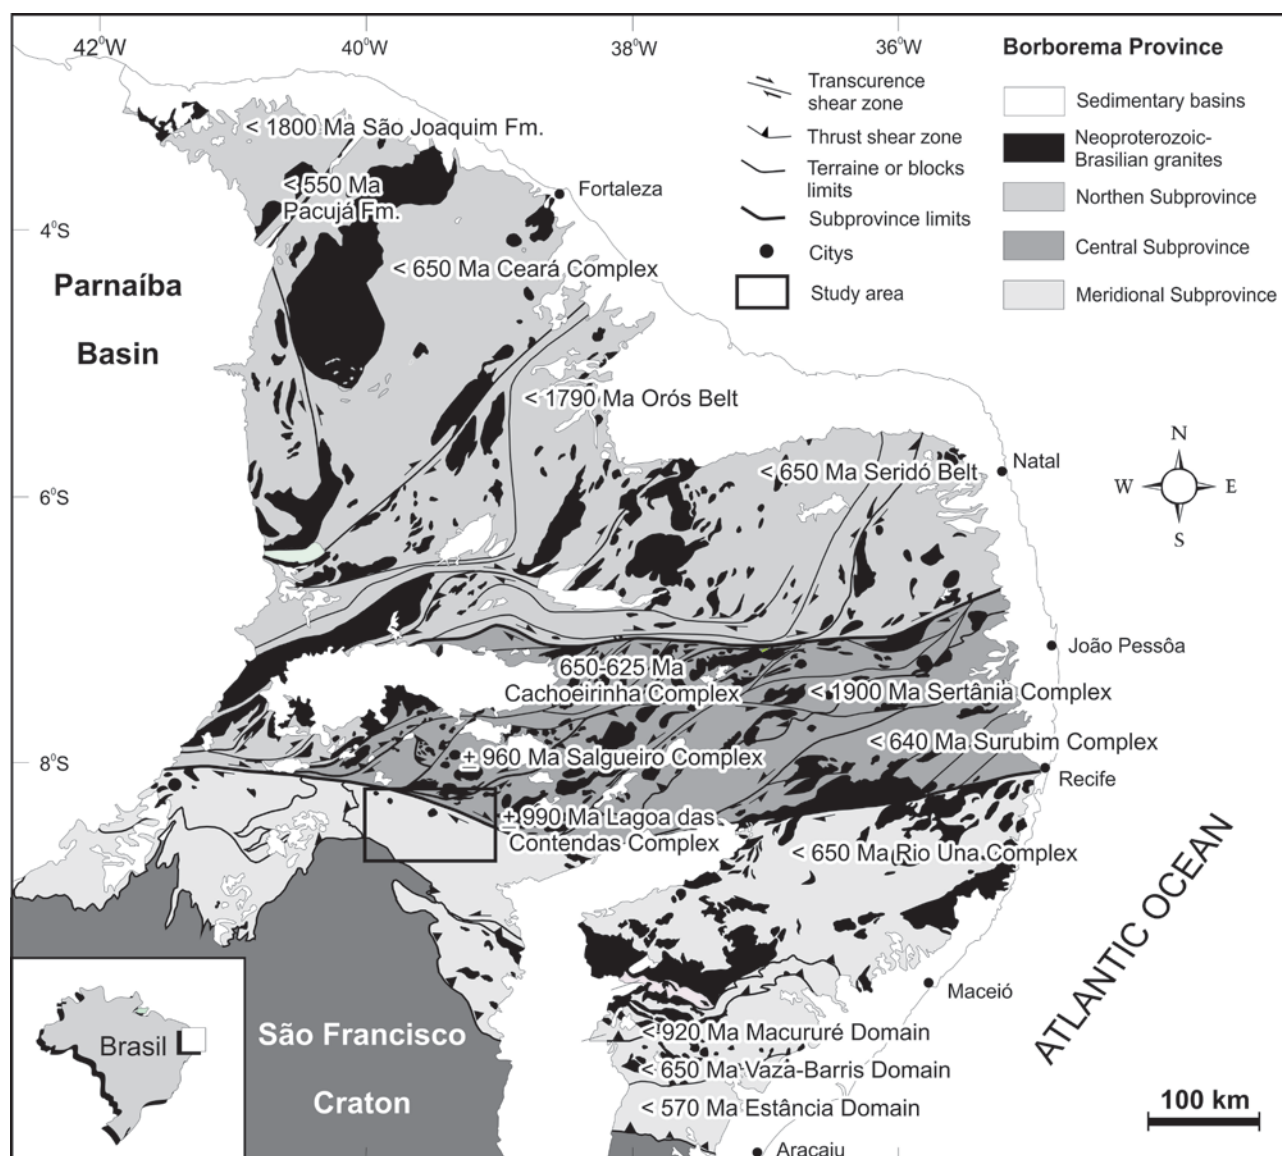 42°W
40°W
38°W
36°W
4°S
6°S
8°S
Borborema Province
Transcurence
shear zone
Thrust shear zone
Terraine or blocks
limits
Subprovince limits
Citys
Study area
Sedimentary basins
Neoproterozoic-
Brasilian granites
Northen Subprovince
Central Subprovince
Meridional Subprovince
< 1800 Ma São Joaquim Fm.
< 550 Ma
Pacujá Fm.
Fortaleza
< 650 Ma Ceará Complex
Parnaíba
Basin
< 1790 Ma Orós Belt
< 650 Ma Seridó Belt
Natal
N
W
E
S
João Pessôa
650-625 Ma
Cachoeirinha Complex
< 1900 Ma Sertânia Complex
< 640 Ma Surubim Complex
± 960 Ma Salgueiro Complex
Recife
± 990 Ma Lagoa das
Contendas Complex
< 650 Ma Rio Una Complex
ATLANTIC OCEAN
Maceió
São Francisco
Craton
Brasil
< 920 Ma Macururé Domain
< 650 Ma Vaza-Barris Domain
< 570 Ma Estância Domain
100 km
Aracaju